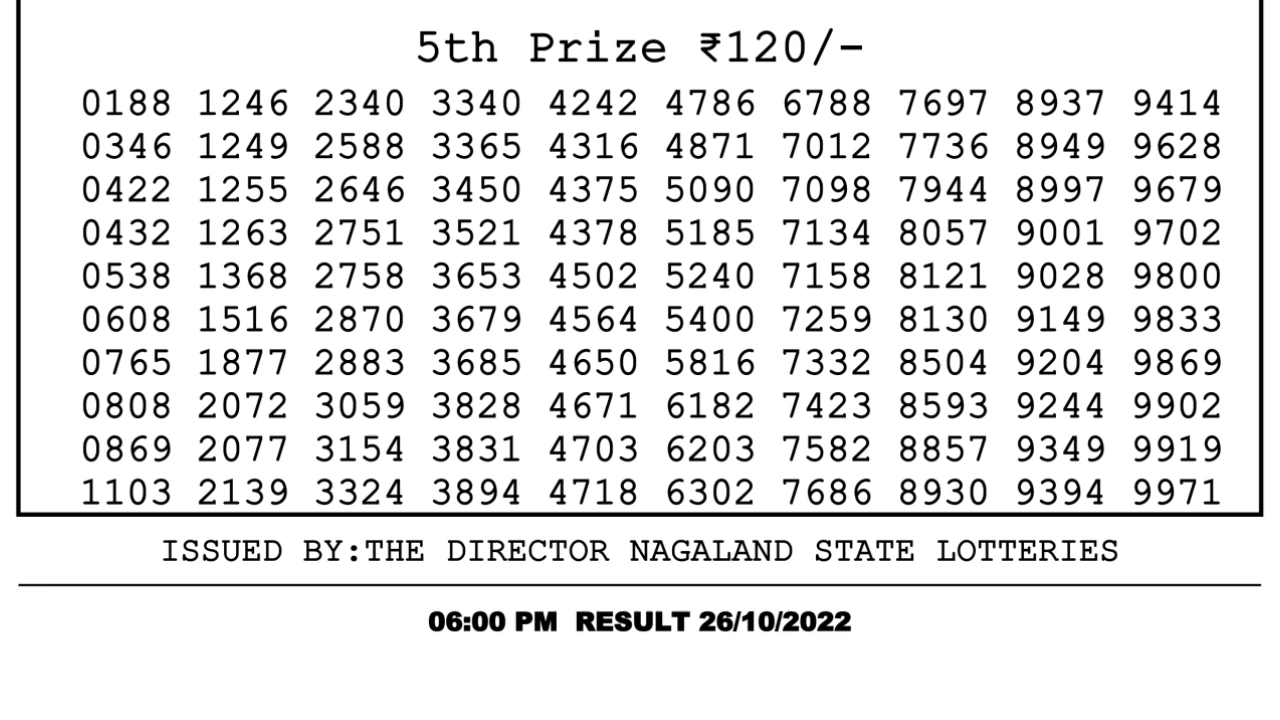 5th Prize ₹120/-
0188 1246 2340 3340 4242 4786 6788 7697 8937 9414
0346 1249 2588 3365 4316 4871 7012 7736 8949 9628
0422 1255 2646 3450 4375 5090 7098 7944 8997 9679
0432 1263 2751 3521 4378 5185 7134 8057 9001 9702
0538 1368 2758 3653 4502 5240 7158 8121 9028 9800
0608 1516 2870 3679 4564 5400 7259 8130 9149 9833
0765 1877 2883 3685 4650 5816 7332 8504 9204 9869
0808 2072 3059 3828 4671 6182 7423 8593 9244 9902
0869 2077 3154 3831 4703 6203 7582 8857 9349 9919
1103 2139 3324 3894 4718 6302 7686 8930 9394 9971
ISSUED BY:THE DIRECTOR NAGALAND STATE LOTTERIES
06:00 PM RESULT 26/10/2022